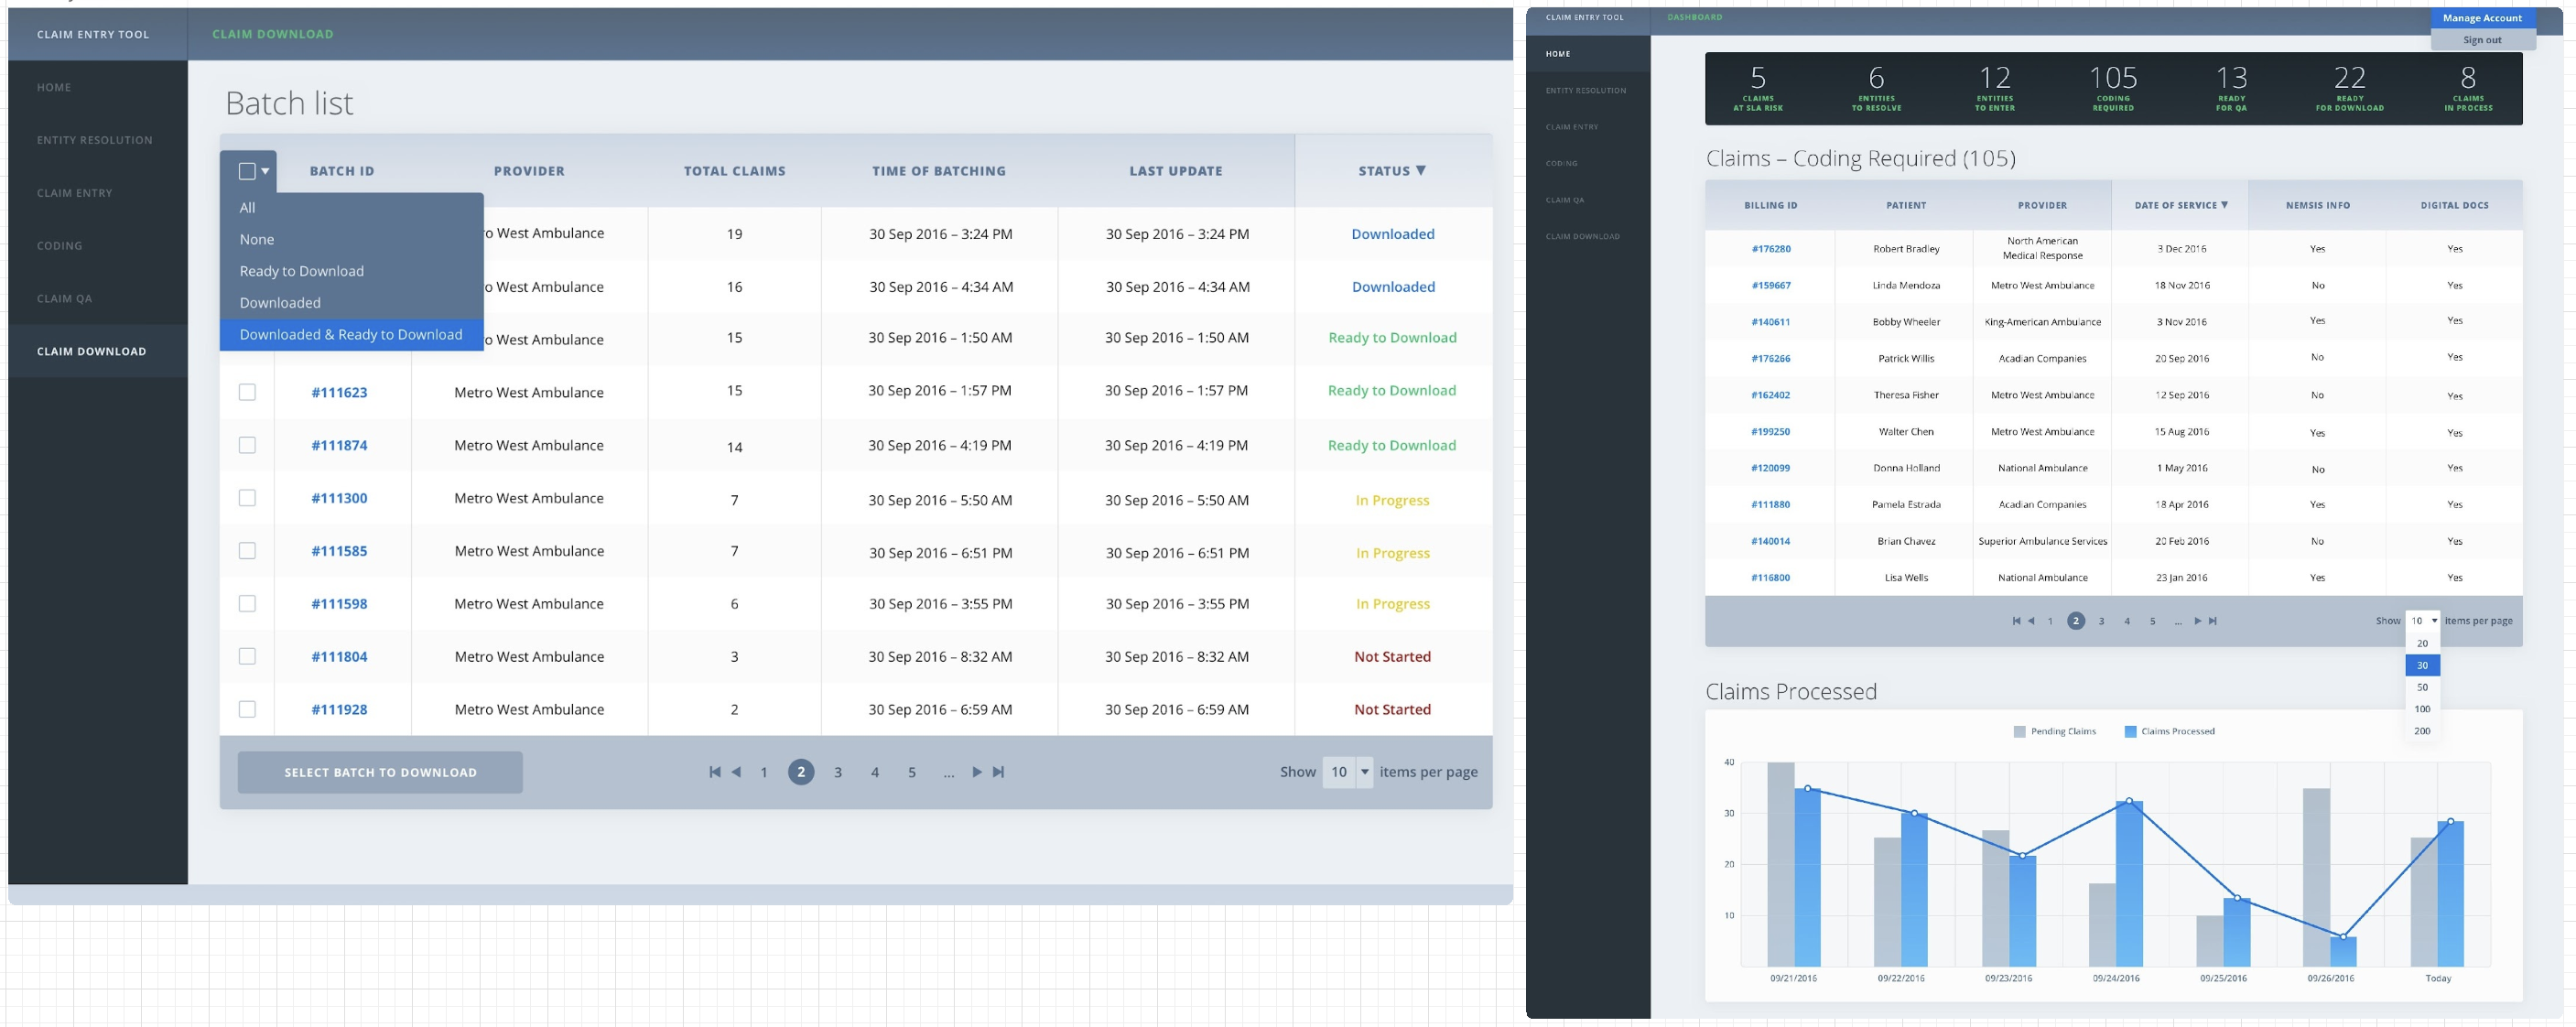 CLAIM ENTRY TOOL
CLAIM DOWNLOAD
HOME
ENTITY RESOLUTION
CLAIM ENTRY
CODING
CLAIM QA
CLAIM DOWNLOAD
Batch list
BATCH ID PROVIDER TOTAL CLAIMS TIME OF BATCHING LAST UPDATE STATUS ▼
All
None
Ready to Download
Downloaded
Downloaded & Ready to Download
West Ambulance 19 30 Sep 2016 – 3:24 PM 30 Sep 2016 – 3:24 PM Downloaded
West Ambulance 16 30 Sep 2016 – 4:34 AM 30 Sep 2016 – 4:34 AM Downloaded
West Ambulance 15 30 Sep 2016 – 1:50 AM 30 Sep 2016 – 1:50 AM Ready to Download
#111623 Metro West Ambulance 15 30 Sep 2016 – 1:57 PM 30 Sep 2016 – 1:57 PM Ready to Download
#111874 Metro West Ambulance 14 30 Sep 2016 – 4:19 PM 30 Sep 2016 – 4:19 PM Ready to Download
#111300 Metro West Ambulance 7 30 Sep 2016 – 5:50 AM 30 Sep 2016 – 5:50 AM In Progress
#111585 Metro West Ambulance 7 30 Sep 2016 – 6:51 PM 30 Sep 2016 – 6:51 PM In Progress
#111598 Metro West Ambulance 6 30 Sep 2016 – 3:55 PM 30 Sep 2016 – 3:55 PM In Progress
#111804 Metro West Ambulance 3 30 Sep 2016 – 8:32 AM 30 Sep 2016 – 8:32 AM Not Started
#111928 Metro West Ambulance 2 30 Sep 2016 – 6:59 AM 30 Sep 2016 – 6:59 AM Not Started
SELECT BATCH TO DOWNLOAD 1 2 3 4 5 ... Show 10 items per page
CLAIM ENTRY TOOL
DASHBOARD
Manage Account
Sign out
HOME
ENTITY RESOLUTION
CLAIM ENTRY
CODING
CLAIM QA
CLAIM DOWNLOAD
5 6 12 105 13 22 8
CLAIMS ENTITIES ENTITIES CODING READY READY CLAIMS
AT SLA RISK TO RESOLVE TO ENTER REQUIRED FOR QA FOR DOWNLOAD IN PROCESS
Claims – Coding Required (105)
BILLING ID PATIENT PROVIDER DATE OF SERVICE ▼ NEMSIS INFO DIGITAL DOCS
#176280 Robert Bradley North American Medical Response 3 Dec 2016 Yes Yes
#159667 Linda Mendoza Metro West Ambulance 18 Nov 2016 No Yes
#140611 Bobby Wheeler King-American Ambulance 3 Nov 2016 Yes Yes
#176266 Patrick Willis Acadian Companies 20 Sep 2016 No Yes
#162402 Theresa Fisher Metro West Ambulance 12 Sep 2016 No Yes
#199250 Walter Chen Metro West Ambulance 15 Aug 2016 Yes Yes
#120099 Donna Holland National Ambulance 1 May 2016 No Yes
#111880 Pamela Estrada Acadian Companies 18 Apr 2016 Yes Yes
#140014 Brian Chavez Superior Ambulance Services 20 Feb 2016 No Yes
#116800 Lisa Wells National Ambulance 23 Jan 2016 Yes Yes
1 2 3 4 5 ... Show 10 items per page
20
30
50
100
200
Claims Processed
Pending Claims Claims Processed
40
30
20
10
09/21/2016 09/22/2016 09/23/2016 09/24/2016 09/25/2016 09/26/2016 Today